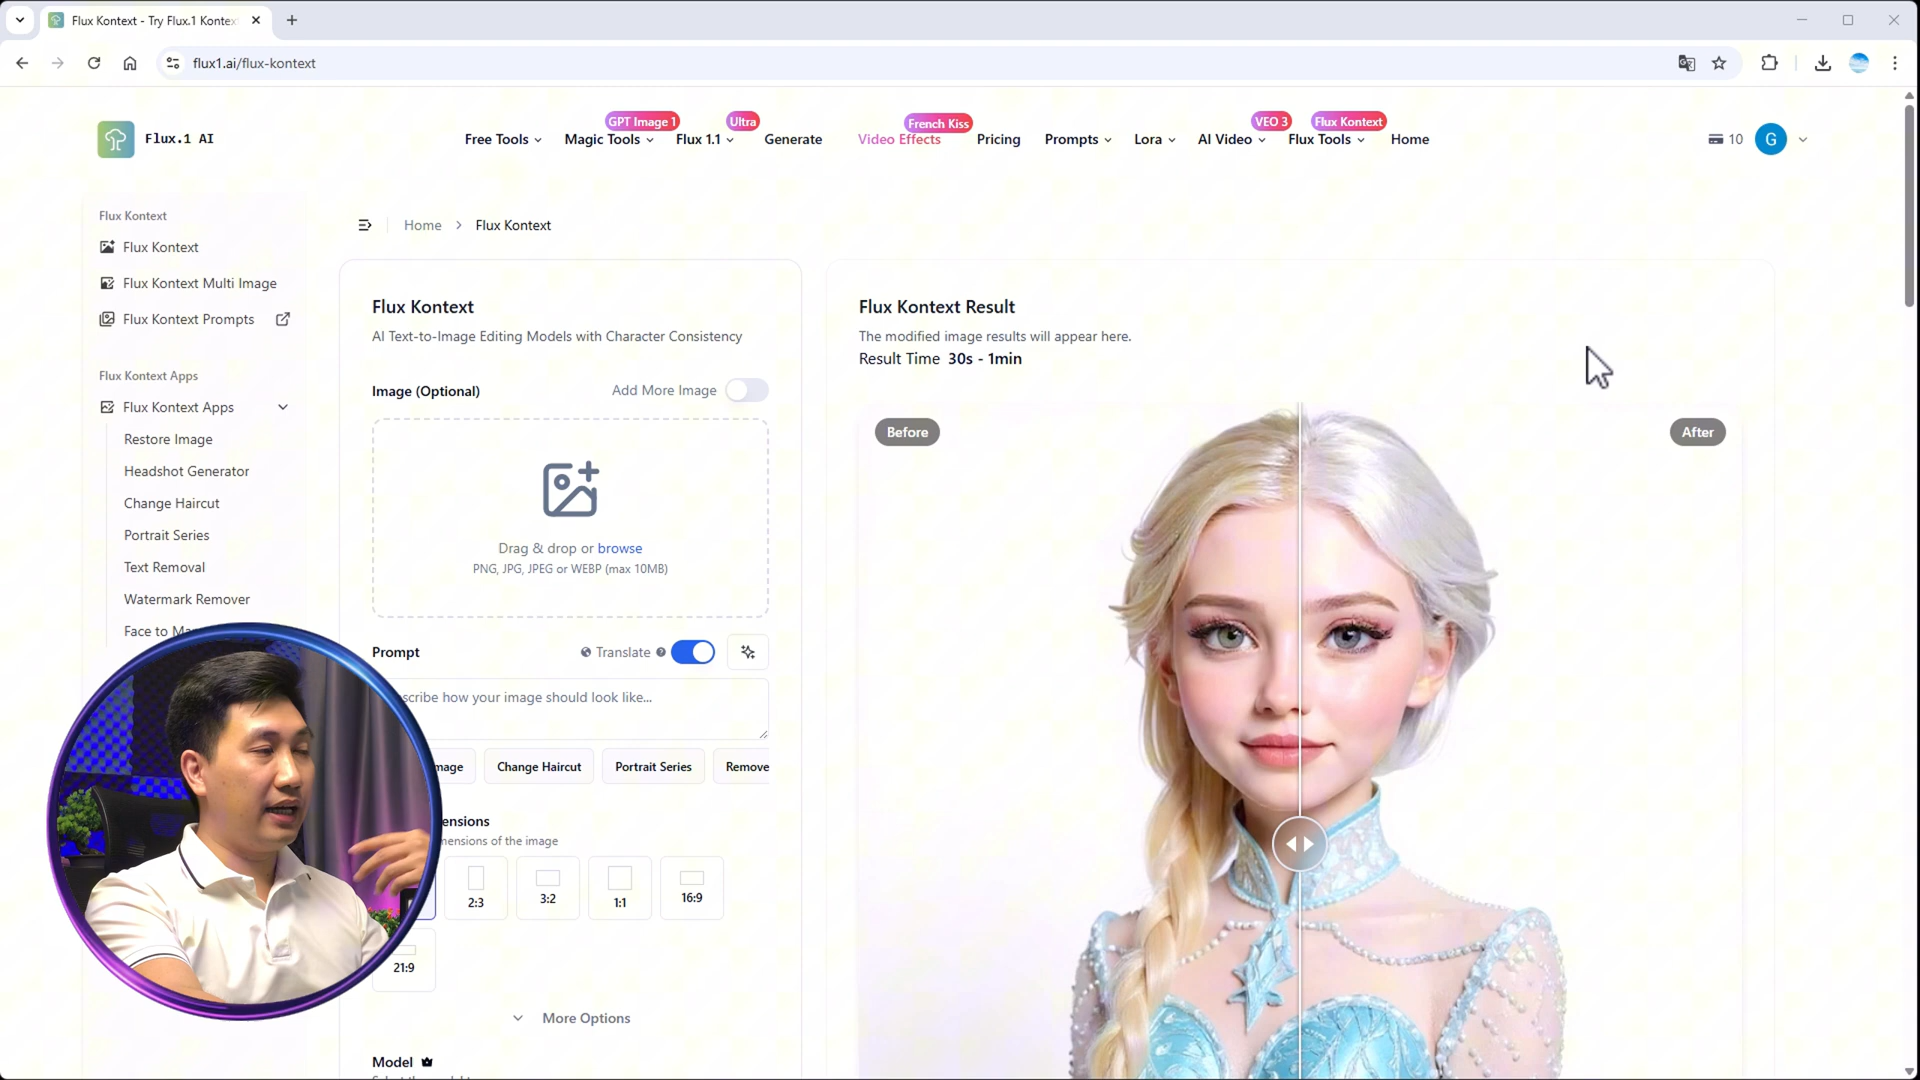 Flux Kontext - Try Flux.1 Kontex
flux1.ai/flux-kontext
Flux.1 AI
Free Tools
GPT Image 1
Magic Tools
Ultra
Flux 1.1
Generate
French Kiss
Video Effects
Pricing
Prompts
Lora
VEO 3
AI Video
Flux Kontext
Flux Tools
Home
10
G
Flux Kontext
Flux Kontext
Flux Kontext Multi Image
Flux Kontext Prompts
Flux Kontext Apps
Flux Kontext Apps
Restore Image
Headshot Generator
Change Haircut
Portrait Series
Text Removal
Watermark Remover
Face to Ma
Home > Flux Kontext
Flux Kontext
AI Text-to-Image Editing Models with Character Consistency
Image (Optional)
Add More Image
Drag & drop or browse
PNG, JPG, JPEG or WEBP (max 10MB)
Prompt
Translate
scribe how your image should look like...
mage
Change Haircut
Portrait Series
Remove
ensions
mensions of the image
2:3
3:2
1:1
16:9
21:9
More Options
Model
Flux Kontext Result
The modified image results will appear here.
Result Time 30s - 1min
Before
After